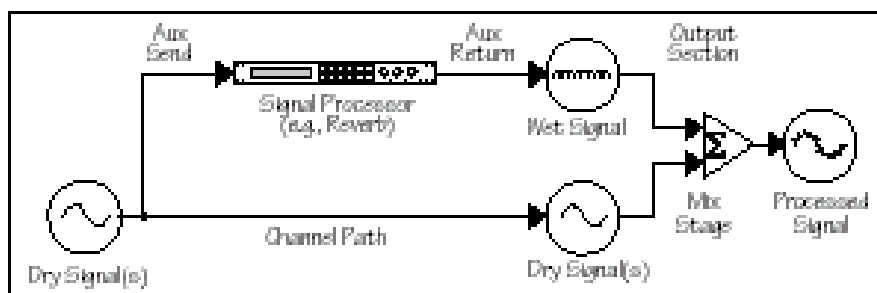 Aux
Send
Aux
Return
Output
Section
Signal Processor
(e.g., Reverb)
Wet Signal
Σ
Channel Path
Mix
Stage
Processed
Signal
Dry Signal(s)
Dry Signal(s)